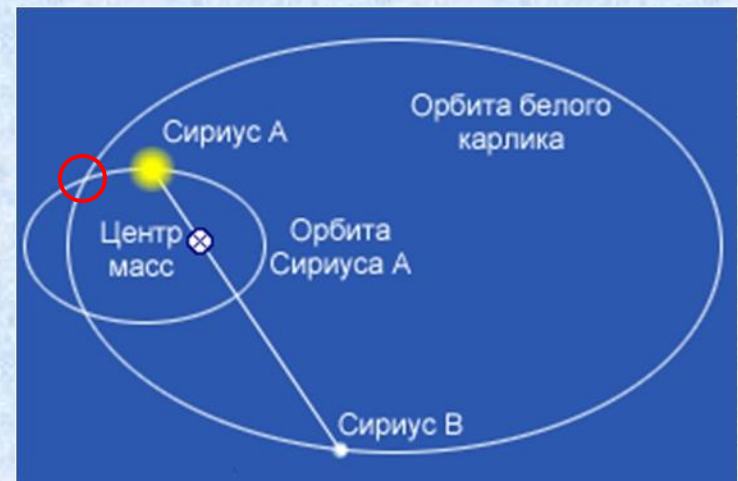 Орбита белого
карлика
Сириус А
Центр
масс
Орбита
Сириуса А
Сириус В